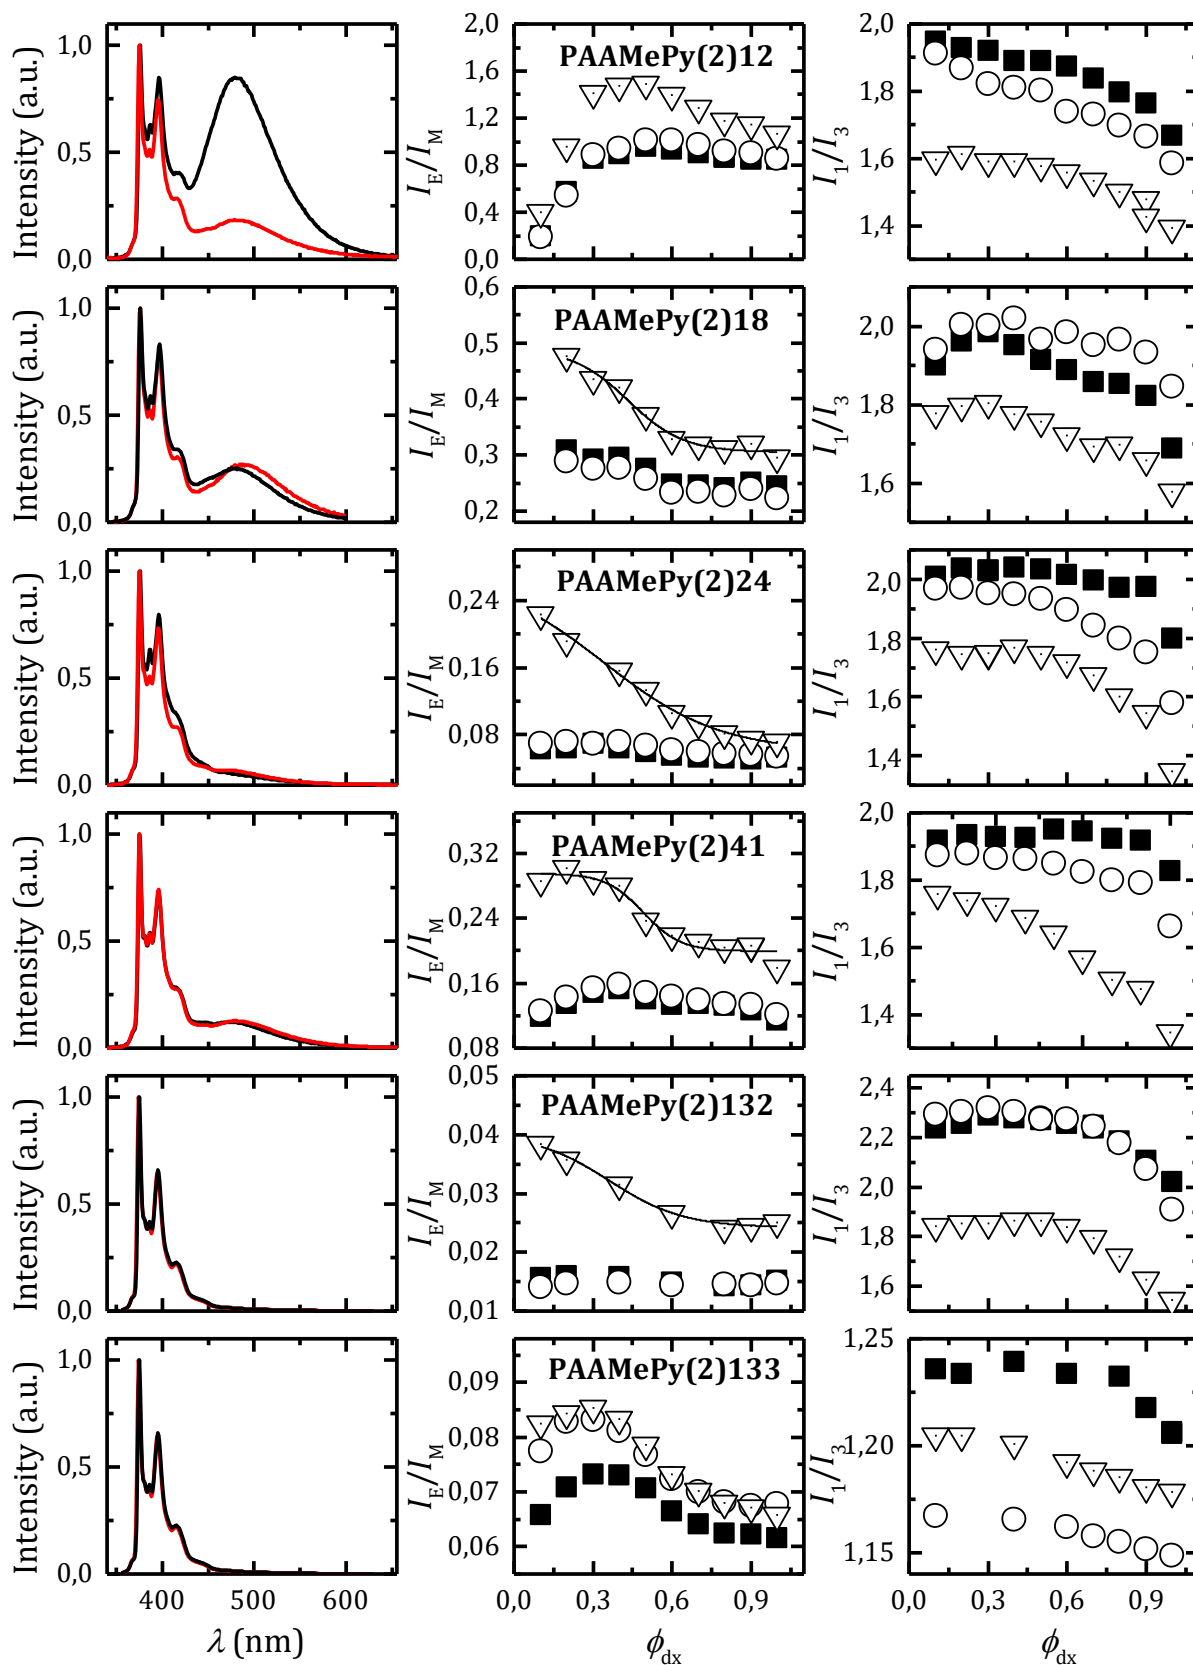 Intensity (a.u.)
1,0
0,5
0,0
I_E/I_M
2,0
1,6
1,2
0,8
0,4
0,0
PAAMePy(2)12
I_1/I_3
2,0
1,8
1,6
1,4
Intensity (a.u.)
1,0
0,5
0,0
I_E/I_M
0,6
0,5
0,4
0,3
0,2
PAAMePy(2)18
I_1/I_3
2,0
1,8
1,6
Intensity (a.u.)
1,0
0,5
0,0
I_E/I_M
0,24
0,16
0,08
PAAMePy(2)24
I_1/I_3
2,0
1,8
1,6
1,4
Intensity (a.u.)
1,0
0,5
0,0
I_E/I_M
0,32
0,24
0,16
0,08
PAAMePy(2)41
I_1/I_3
2,0
1,8
1,6
1,4
Intensity (a.u.)
1,0
0,5
0,0
I_E/I_M
0,05
0,04
0,03
0,02
0,01
PAAMePy(2)132
I_1/I_3
2,4
2,2
2,0
1,8
1,6
Intensity (a.u.)
1,0
0,5
0,0
400 500 600
λ (nm)
I_E/I_M
0,09
0,08
0,07
0,06
PAAMePy(2)133
0,0 0,3 0,6 0,9
ϕ_dx
I_1/I_3
1,25
1,20
1,15
0,0 0,3 0,6 0,9
ϕ_dx